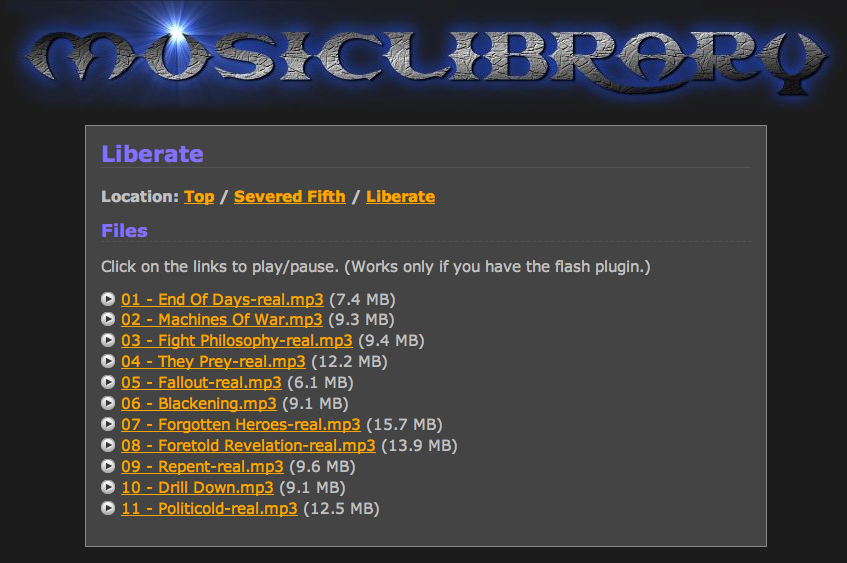 MUSICLIBRARY
Liberate
Location: Top / Severed Fifth / Liberate
Files
Click on the links to play/pause. (Works only if you have the flash plugin.)
01 - End Of Days-real.mp3 (7.4 MB)
02 - Machines Of War.mp3 (9.3 MB)
03 - Fight Philosophy-real.mp3 (9.4 MB)
04 - They Prey-real.mp3 (12.2 MB)
05 - Fallout-real.mp3 (6.1 MB)
06 - Blackening.mp3 (9.1 MB)
07 - Forgotten Heroes-real.mp3 (15.7 MB)
08 - Foretold Revelation-real.mp3 (13.9 MB)
09 - Repent-real.mp3 (9.6 MB)
10 - Drill Down.mp3 (9.1 MB)
11 - Politicold-real.mp3 (12.5 MB)